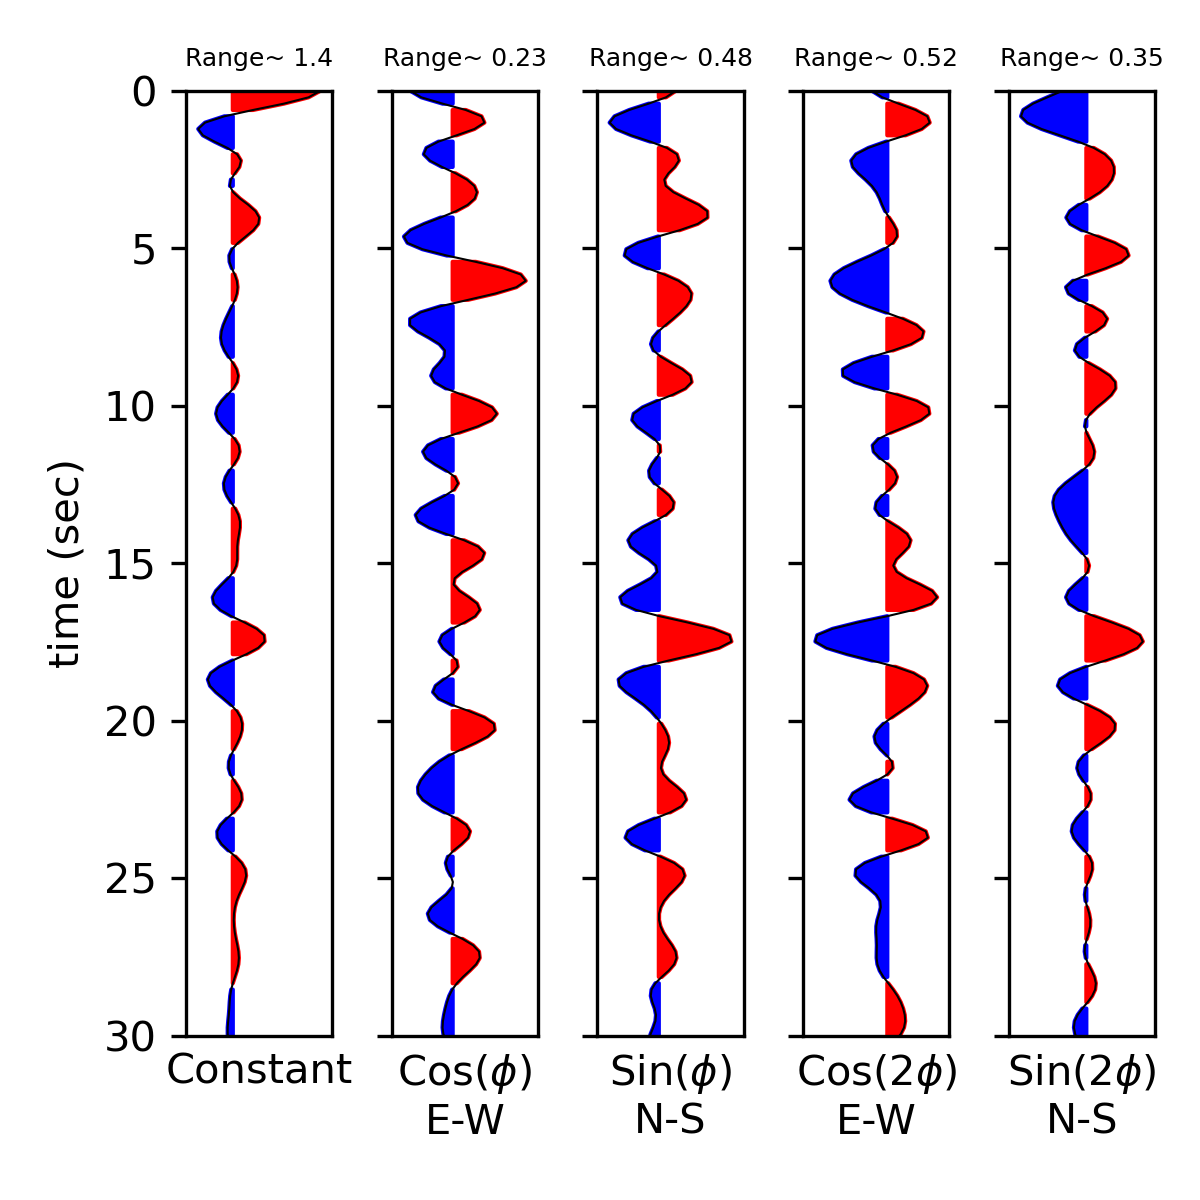 Range~ 1.4
Range~ 0.23
Range~ 0.48
Range~ 0.52
Range~ 0.35
0
5
10
15
20
25
30
time (sec)
Constant
Cos(ϕ)
E-W
Sin(ϕ)
N-S
Cos(2ϕ)
E-W
Sin(2ϕ)
N-S